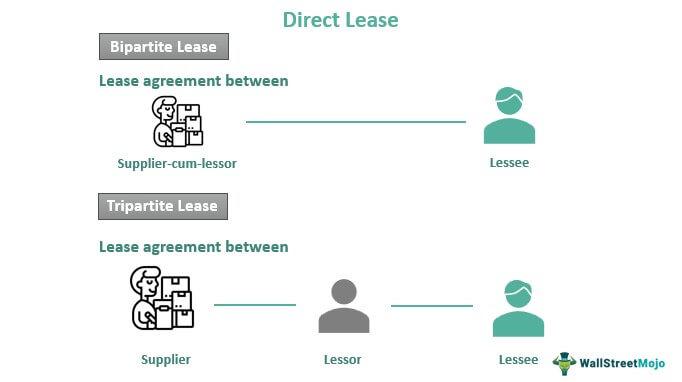 Direct Lease
Bipartite Lease
Lease agreement between
Supplier-cum-lessor
Lessee
Tripartite Lease
Lease agreement between
Supplier
Lessor
Lessee
WallStreetMojo